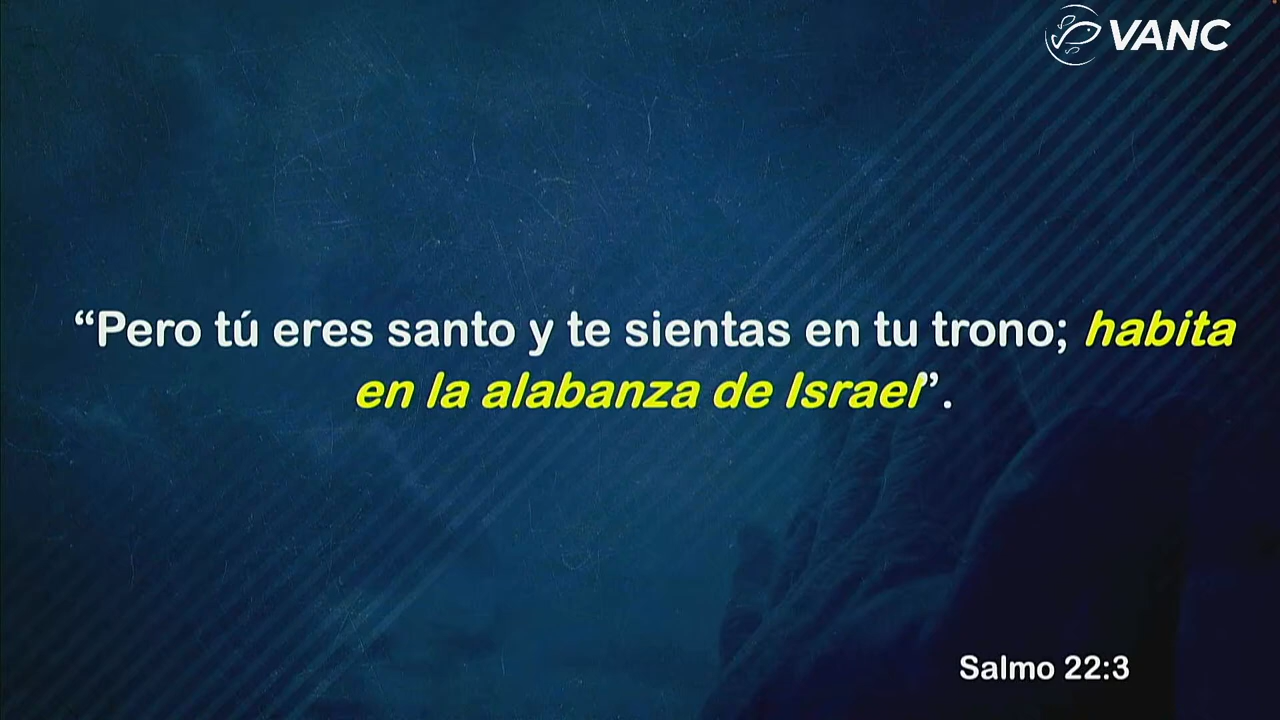 VANC
“Pero tú eres santo y te sientas en tu trono; habita
en la alabanza de Israel”.
Salmo 22:3